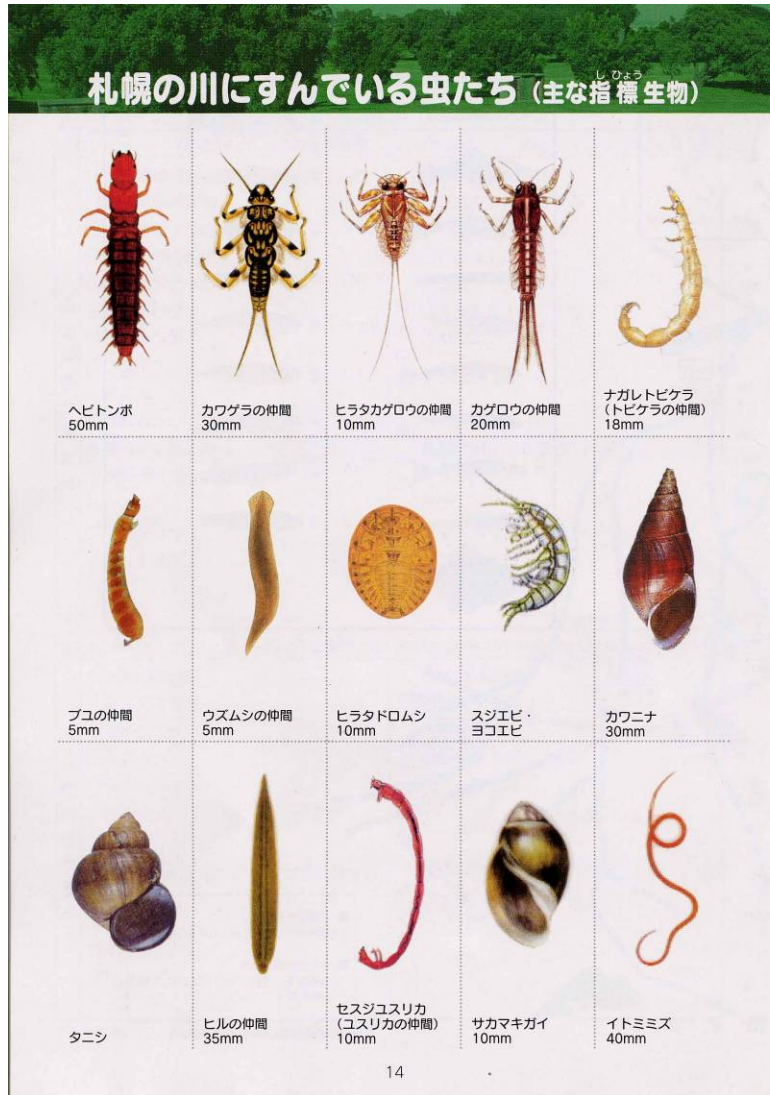 札幌の川にすんでいる虫たち（主な指標生物）
しひょう
ヘビトンボ
50mm
カワゲラの仲間
30mm
ヒラタカゲロウの仲間
10mm
カゲロウの仲間
20mm
ナガレトビケラ
（トビケラの仲間）
18mm
ブユの仲間
5mm
ウズムシの仲間
5mm
ヒラタドロムシ
10mm
スジエビ・
ヨコエビ
カワニナ
30mm
タニシ
ヒルの仲間
35mm
セスジユスリカ
（ユスリカの仲間）
10mm
サカマキガイ
10mm
イトミミズ
40mm
14